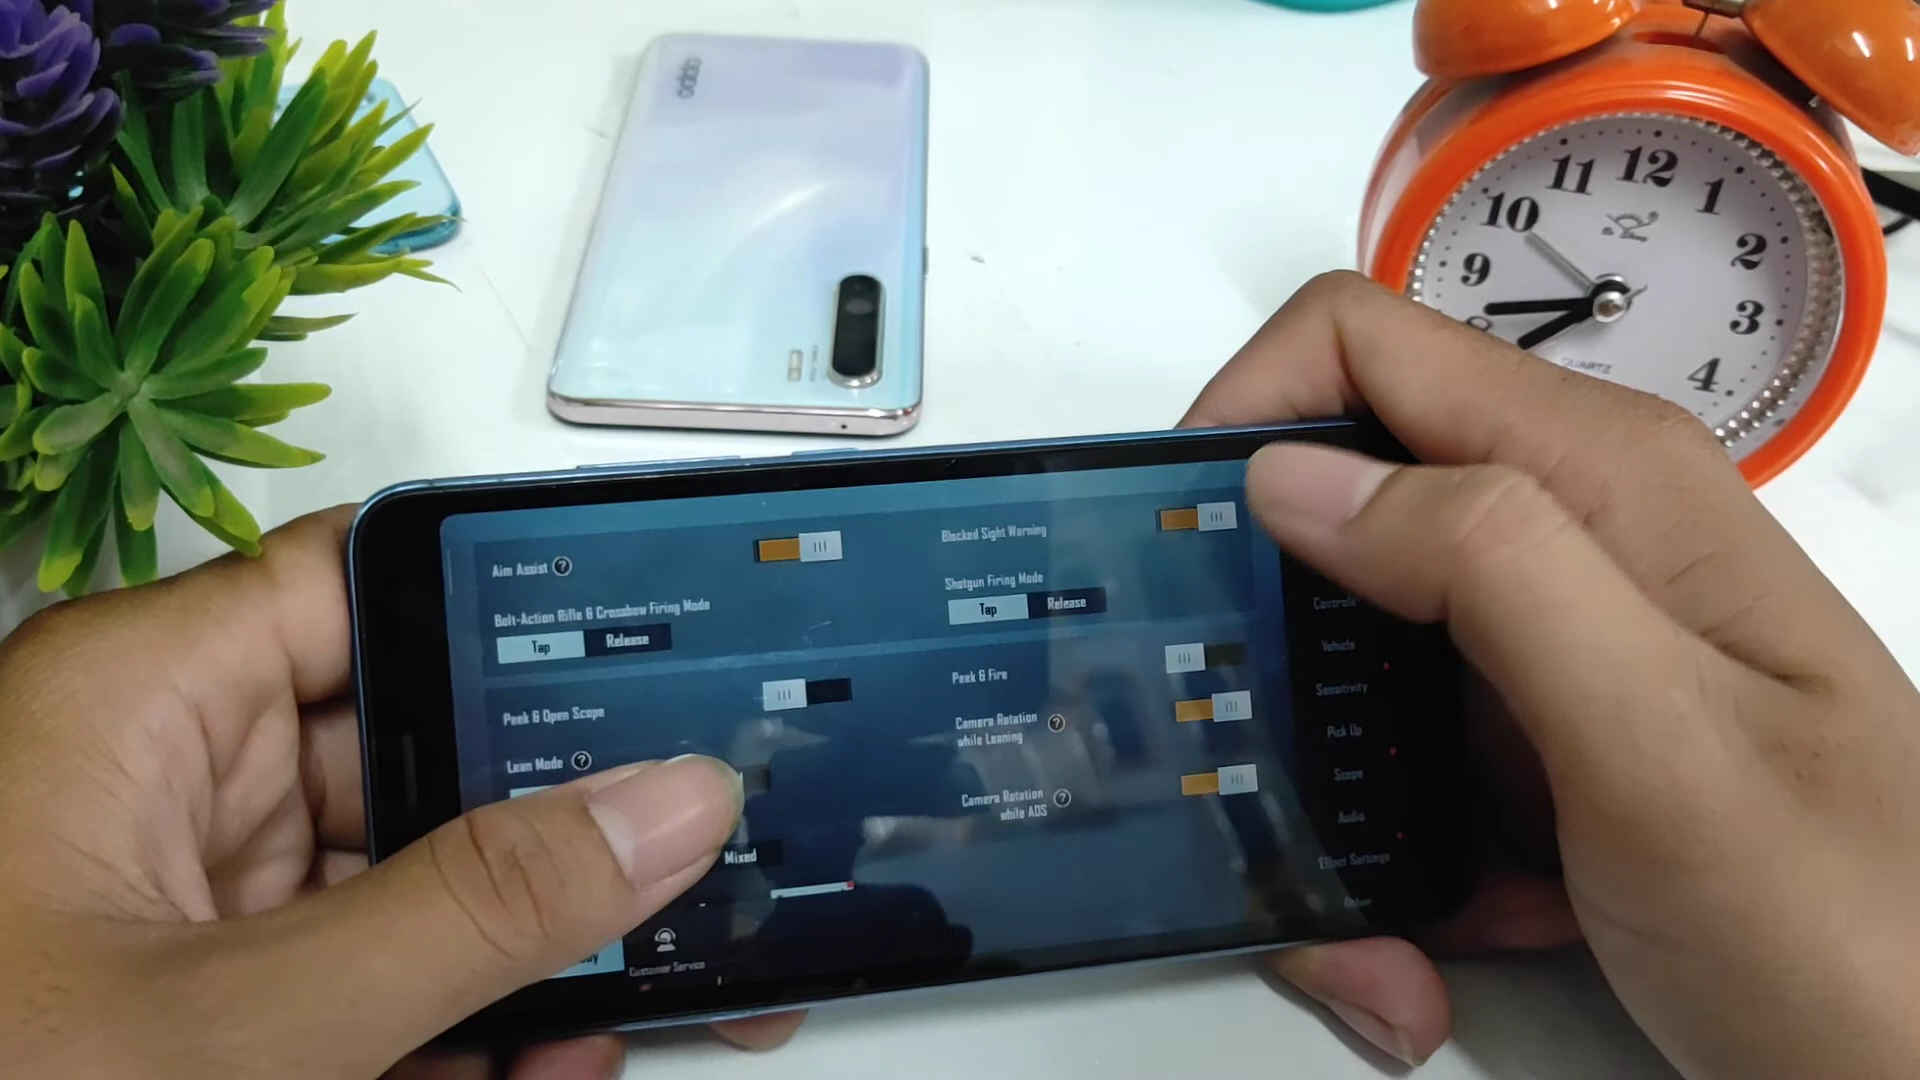 oppo
11
12
1
10
2
9
3
8
4
QUARTZ
Aim Assist ?
Blocked Sight Warning
Bolt-Action Rifle & Crossbow Firing Mode
Tap Release
Shotgun Firing Mode
Tap Release
Peek & Open Scope
Peek & Fire
Lean Mode ?
Camera Rotation ?
while Leaning
Camera Rotation ?
while ADS
Mixed
Customer Service
Controls
Vehicle
Sensitivity
Pick Up
Scope
Audio
Effect Settings